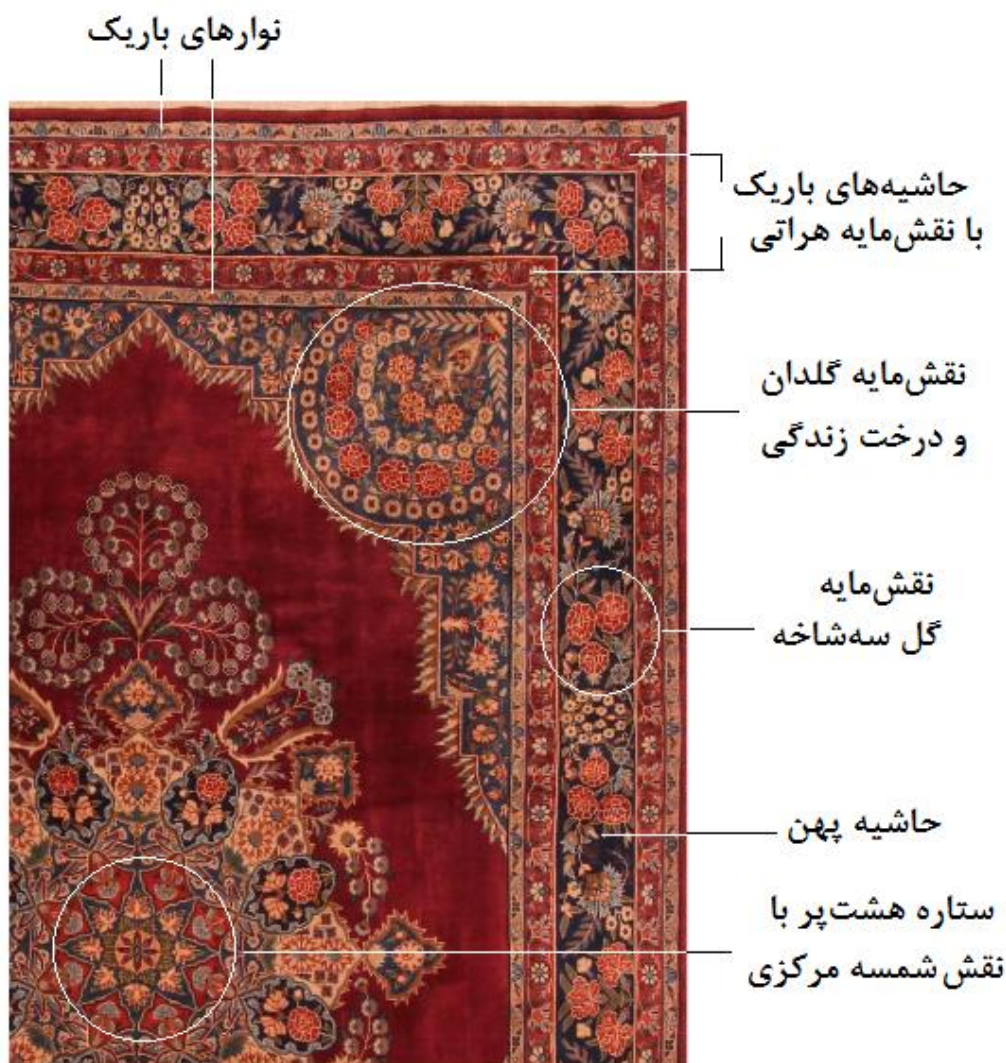 نوارهای باریک
حاشیه‌های باریک
با نقش‌مایه هراتی
نقش‌مایه گلدان
و درخت زندگی
نقش‌مایه
گل سه‌شاخه
حاشیه پهن
ستاره هشت‌پر با
نقش شمسه مرکزی